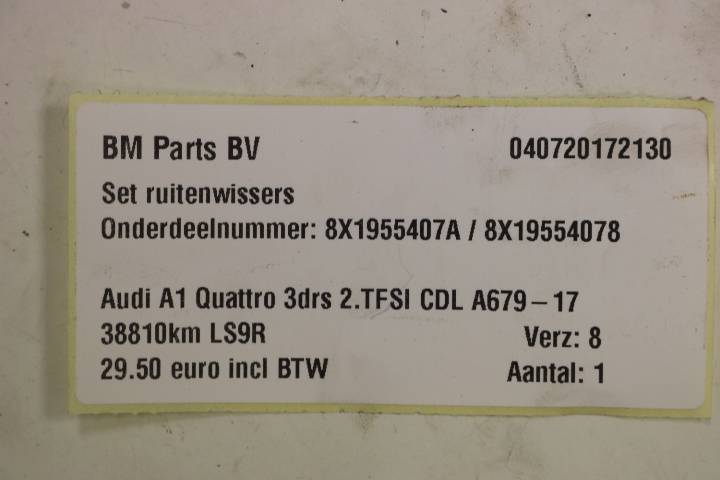 BM Parts BV 040720172130
Set ruitenwissers
Onderdeelnummer: 8X1955407A / 8X19554078
Audi A1 Quattro 3drs 2.TFSI CDL A679-17
38810km LS9R Verz: 8
29.50 euro incl BTW Aantal: 1